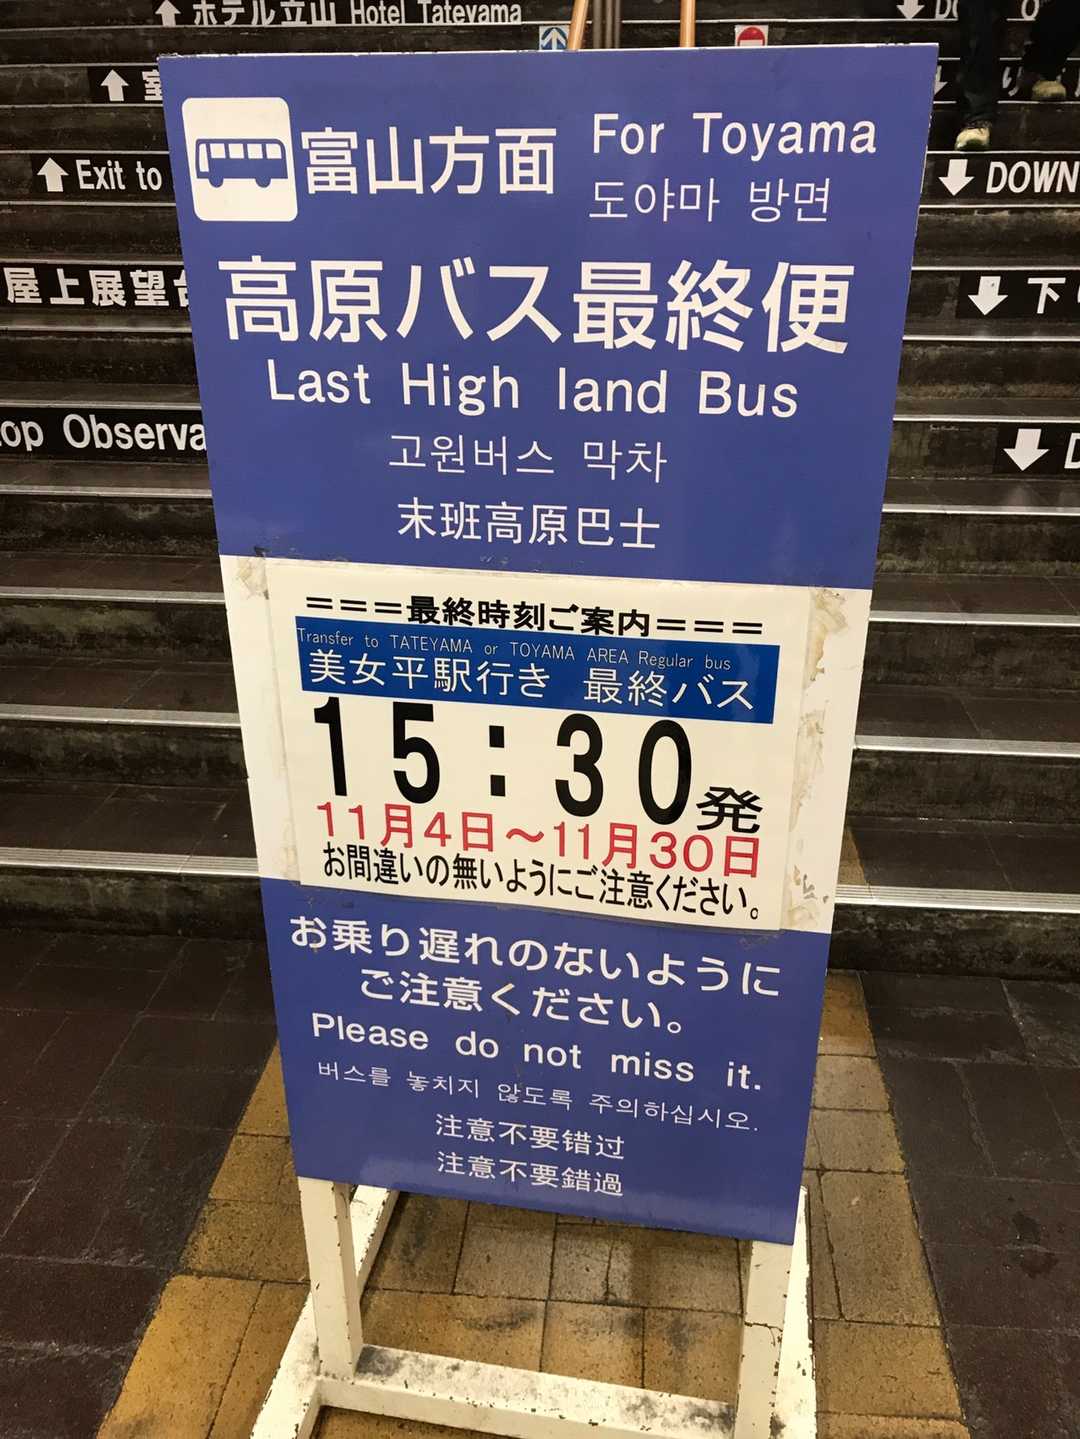 ホテル立山 Hotel Tateyama
富山方面
For Toyama
도야마 방면
高原バス最終便
Last High land Bus
고원버스 막차
末班高原巴士
===最終時刻ご案内===
Transfer to TATEYAMA or TOYAMA AREA Regular bus
美女平駅行き 最終バス
15:30発
11月4日～11月30日
お間違いの無いようにご注意ください。
お乗り遅れのないように
ご注意ください。
Please do not miss it.
버스를 놓치지 않도록 주의하십시오.
注意不要错过
注意不要錯過
Exit to
DOWN
屋上展望台
下
Observa